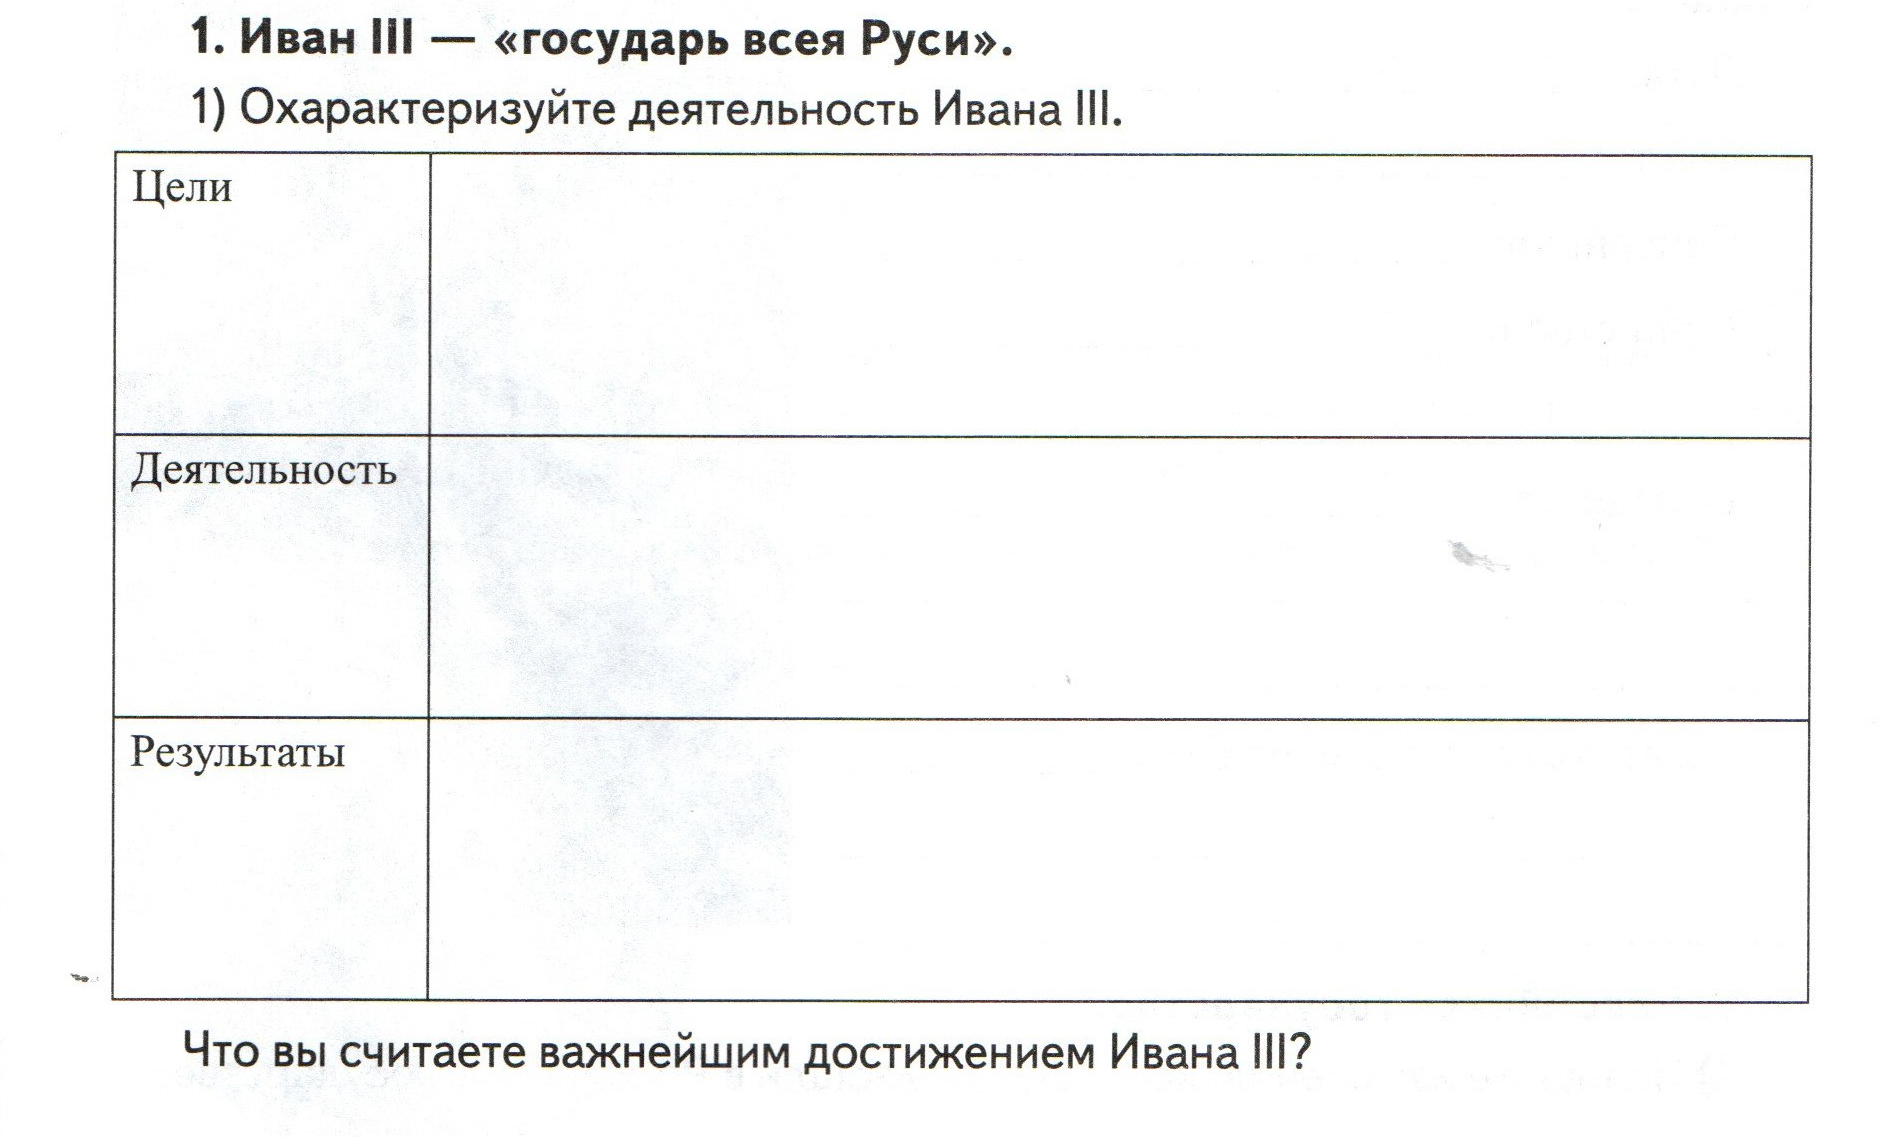 1. Иван III — «государь всея Руси».
1) Охарактеризуйте деятельность Ивана III.
Цели
Деятельность
Результаты
Что вы считаете важнейшим достижением Ивана III?